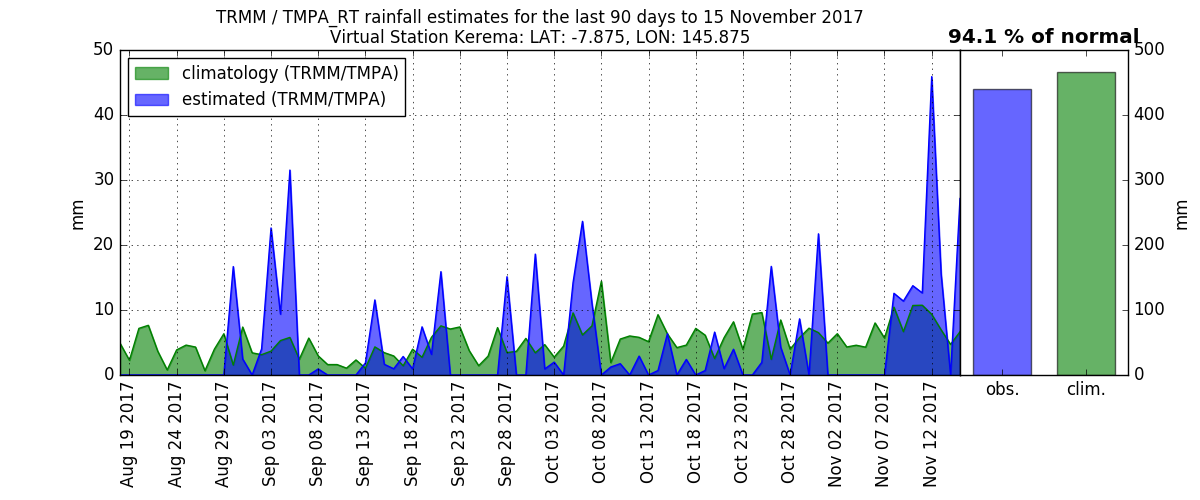 TRMM / TMPA_RT rainfall estimates for the last 90 days to 15 November 2017
Virtual Station Kerema: LAT: -7.875, LON: 145.875
94.1 % of normal
climatology (TRMM/TMPA)
estimated (TRMM/TMPA)
50
40
30
20
10
0
mm
Aug 19 2017
Aug 24 2017
Aug 29 2017
Sep 03 2017
Sep 08 2017
Sep 13 2017
Sep 18 2017
Sep 23 2017
Sep 28 2017
Oct 03 2017
Oct 08 2017
Oct 13 2017
Oct 18 2017
Oct 23 2017
Oct 28 2017
Nov 02 2017
Nov 07 2017
Nov 12 2017
obs.
clim.
500
400
300
200
100
0
mm